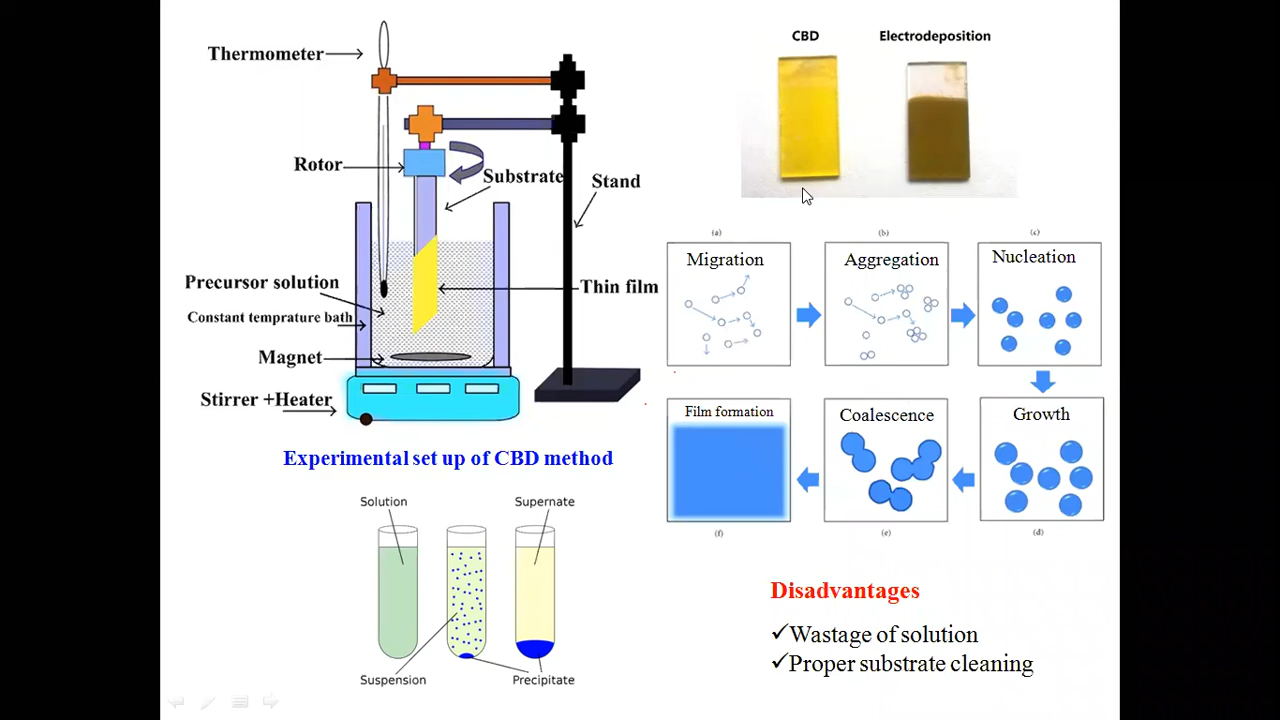 Thermometer
Rotor
Substrate
Stand
Precursor solution
Thin film
Constant temprature bath
Magnet
Stirrer +Heater
Experimental set up of CBD method
Solution
Supernate
Suspension
Precipitate
CBD
Electrodeposition
(a)
(b)
(c)
Migration
Aggregation
Nucleation
Film formation
Coalescence
Growth
(f)
(e)
(d)
Disadvantages
✓Wastage of solution
✓Proper substrate cleaning